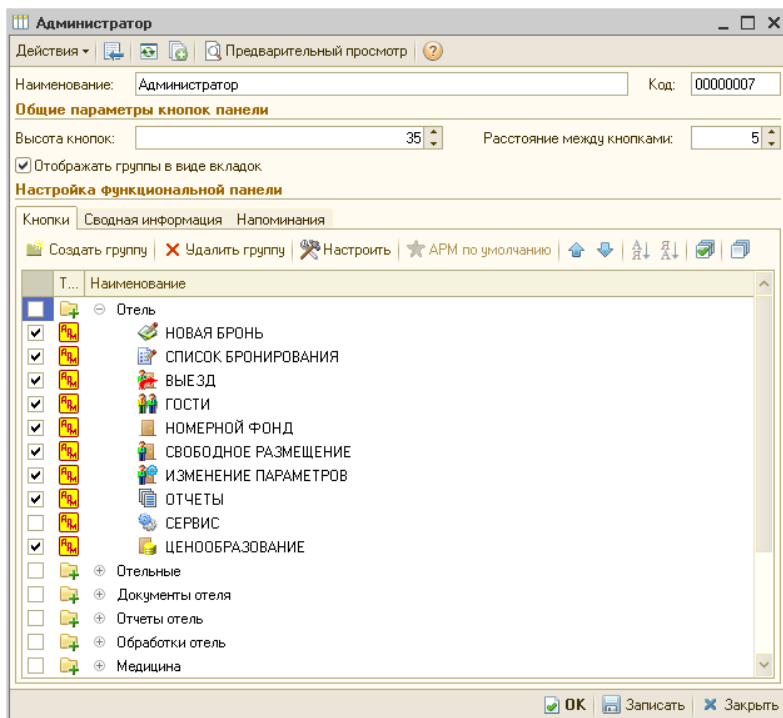 Администратор
Действия Предварительный просмотр ?
Наименование: Администратор Код: 00000007
Общие параметры кнопок панели
Высота кнопок: 35 Расстояние между кнопками: 5
Отображать группы в виде вкладок
Настройка функциональной панели
Кнопки Сводная информация Напоминания
Создать группу Удалить группу Настроить АРМ по умолчанию
Т... Наименование
Отель
НОВАЯ БРОНЬ
СПИСОК БРОНИРОВАНИЯ
ВЫЕЗД
ГОСТИ
НОМЕРНОЙ ФОНД
СВОБОДНОЕ РАЗМЕЩЕНИЕ
ИЗМЕНЕНИЕ ПАРАМЕТРОВ
ОТЧЕТЫ
СЕРВИС
ЦЕНООБРАЗОВАНИЕ
Отельные
Документы отеля
Отчеты отель
Обработки отель
Медицина
OK Записать Закрыть